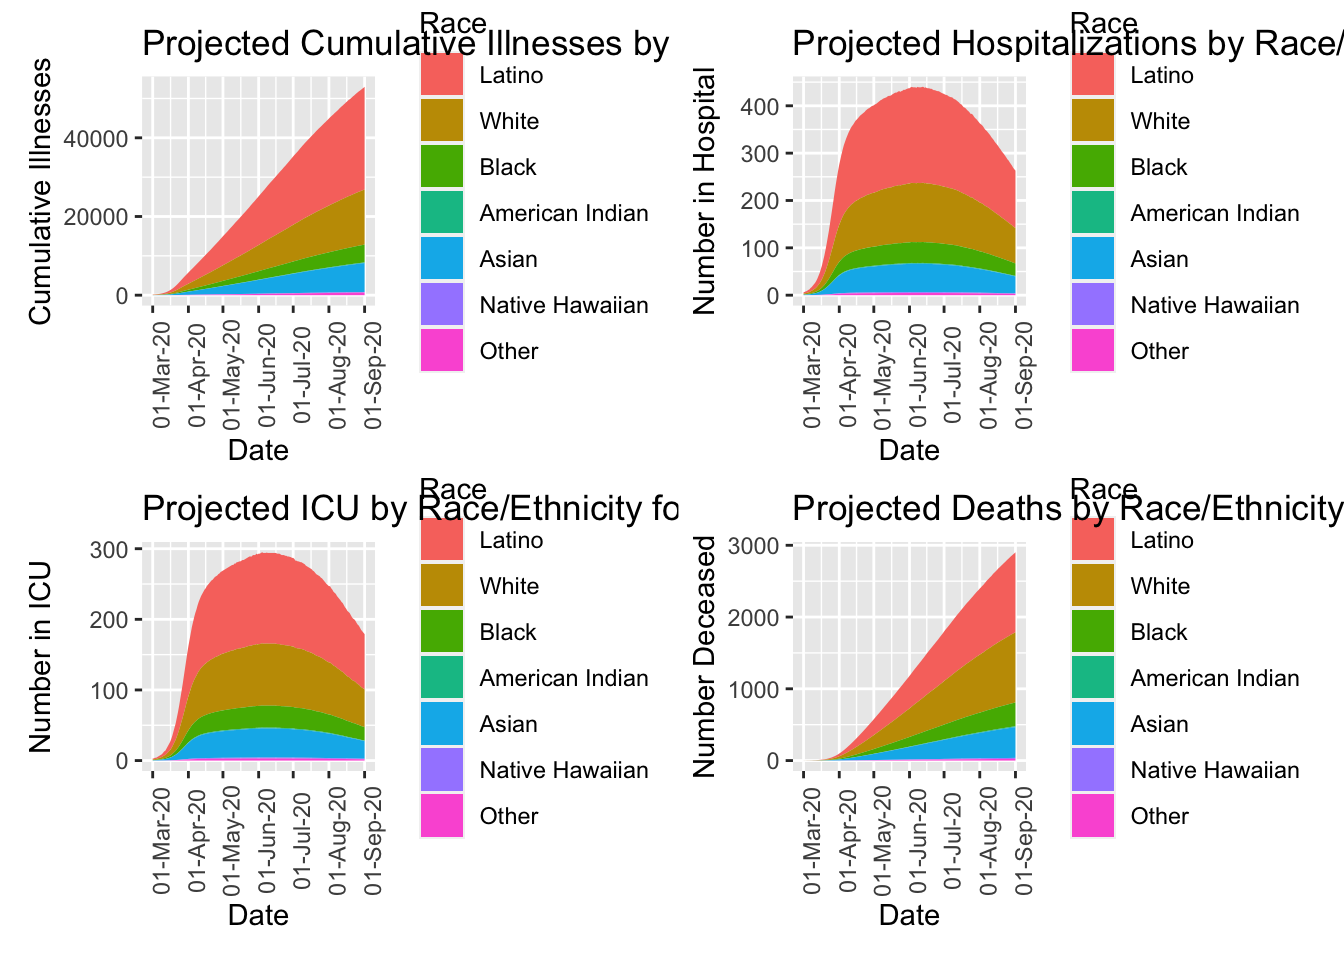 Projected Cumulative Illnesses by
Race
Latino
White
Black
American Indian
Asian
Native Hawaiian
Other
Cumulative Illnesses
40000
20000
0
01-Mar-20
01-Apr-20
01-May-20
01-Jun-20
01-Jul-20
01-Aug-20
01-Sep-20
Date
Projected Hospitalizations by Race/
Race
Latino
White
Black
American Indian
Asian
Native Hawaiian
Other
Number in Hospital
400
300
200
100
0
01-Mar-20
01-Apr-20
01-May-20
01-Jun-20
01-Jul-20
01-Aug-20
01-Sep-20
Date
Projected ICU by Race/Ethnicity fo
Race
Latino
White
Black
American Indian
Asian
Native Hawaiian
Other
Number in ICU
300
200
100
0
01-Mar-20
01-Apr-20
01-May-20
01-Jun-20
01-Jul-20
01-Aug-20
01-Sep-20
Date
Projected Deaths by Race/Ethnicity
Race
Latino
White
Black
American Indian
Asian
Native Hawaiian
Other
Number Deceased
3000
2000
1000
0
01-Mar-20
01-Apr-20
01-May-20
01-Jun-20
01-Jul-20
01-Aug-20
01-Sep-20
Date